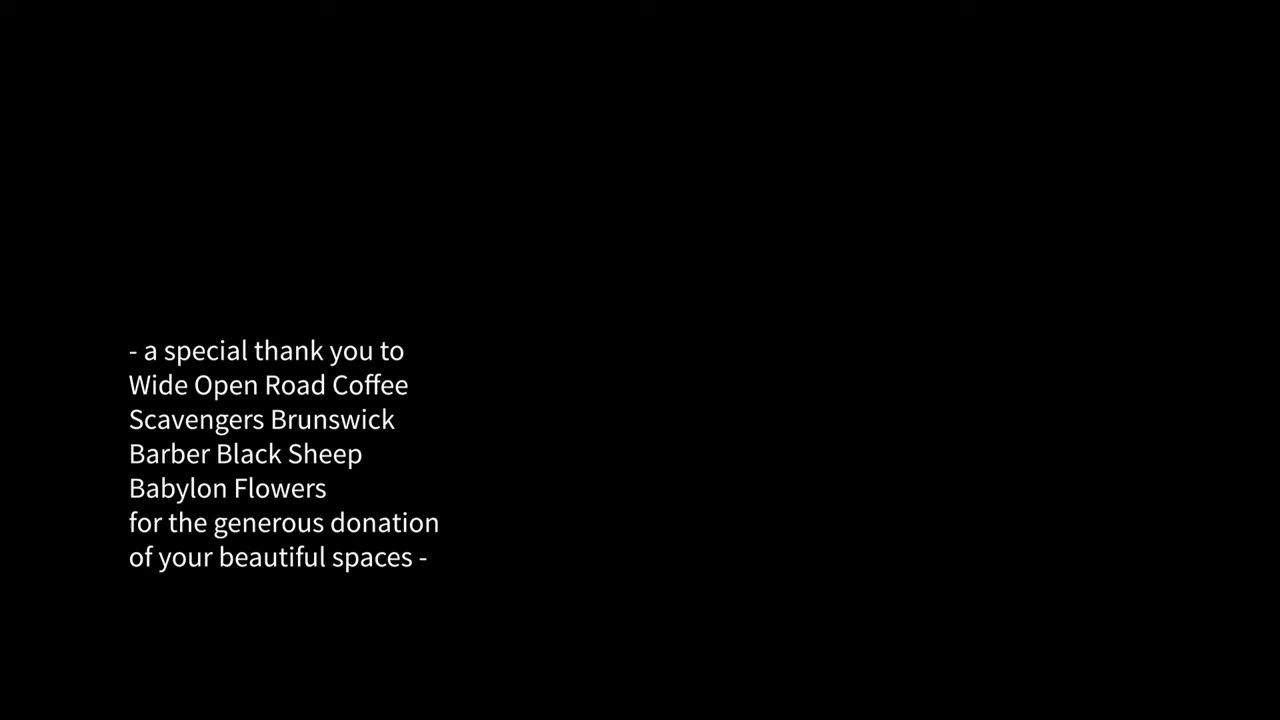 - a special thank you to
Wide Open Road Coffee
Scavengers Brunswick
Barber Black Sheep
Babylon Flowers
for the generous donation
of your beautiful spaces -